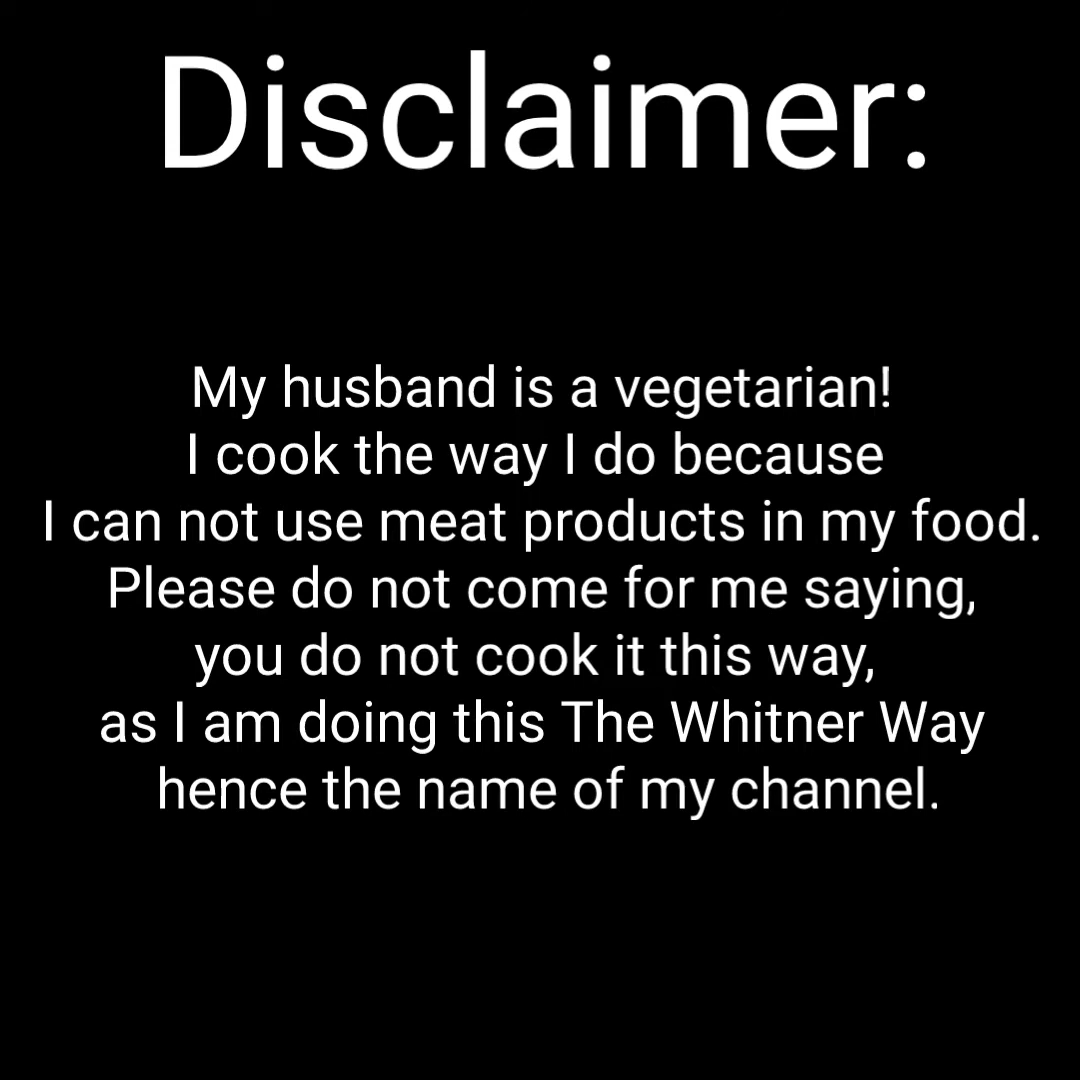 Disclaimer:
My husband is a vegetarian!
I cook the way I do because
I can not use meat products in my food.
Please do not come for me saying,
you do not cook it this way,
as I am doing this The Whitner Way
hence the name of my channel.